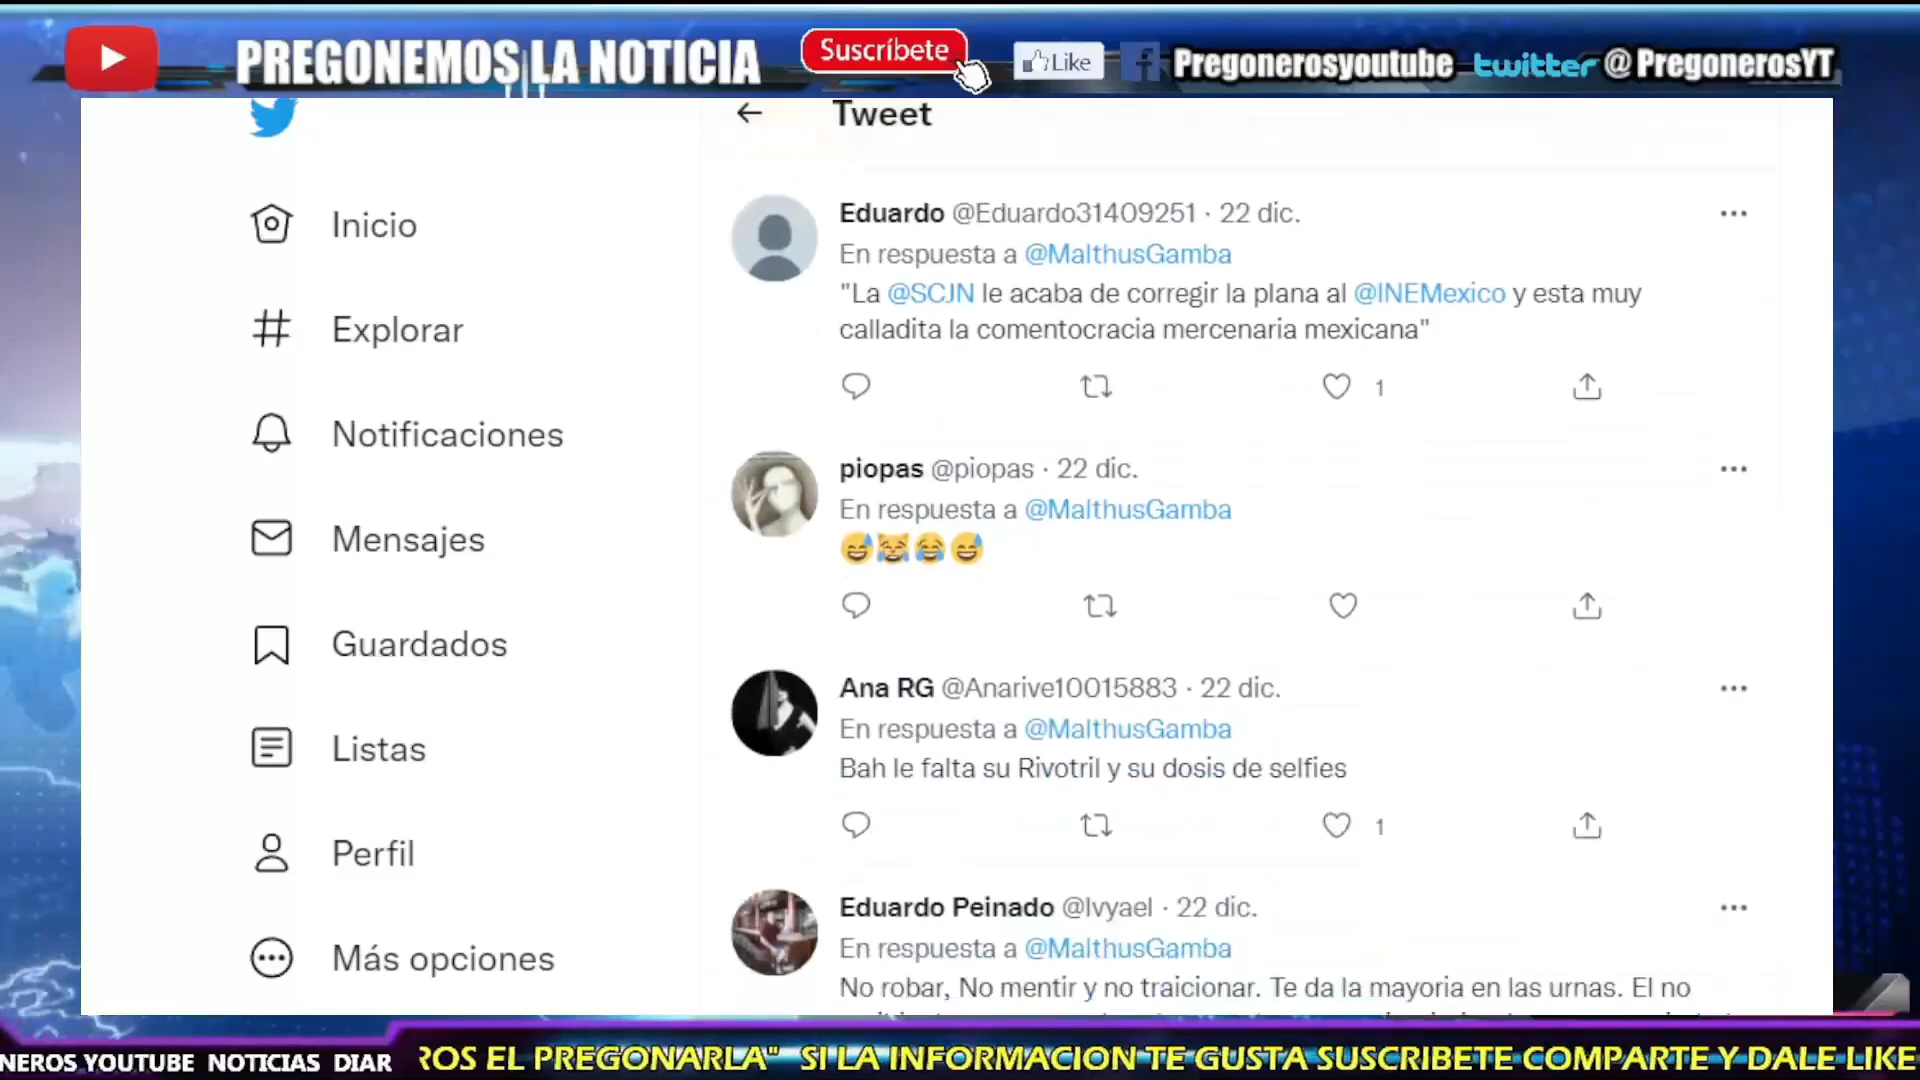 PREGONEMOS LA NOTICIA
Suscríbete
Like
Pregonerosyoutube
twitter @PregonerosYT
Tweet
Inicio
Explorar
Notificaciones
Mensajes
Guardados
Listas
Perfil
Más opciones
Eduardo @Eduardo31409251 · 22 dic.
En respuesta a @MalthusGamba
"La @SCJN le acaba de corregir la plana al @INEMexico y esta muy
calladita la comentocracia mercenaria mexicana"
1
piopas @piopas · 22 dic.
En respuesta a @MalthusGamba
😅😹😂😅
Ana RG @Anarive10015883 · 22 dic.
En respuesta a @MalthusGamba
Bah le falta su Rivotril y su dosis de selfies
1
Eduardo Peinado @lvyael · 22 dic.
En respuesta a @MalthusGamba
No robar, No mentir y no traicionar. Te da la mayoria en las urnas. El no
NEROS YOUTUBE NOTICIAS DIAR
ROS EL PREGONARLA" SI LA INFORMACION TE GUSTA SUSCRIBETE COMPARTE Y DALE LIKE